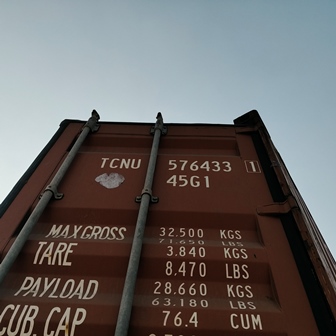 TCNU 576433 1
45G1
MAX.GROSS 32.500 KGS
71.650 LBS
TARE 3.840 KGS
8.470 LBS
PAYLOAD 28.660 KGS
63.180 LBS
CUB. CAP 76.4 CUM